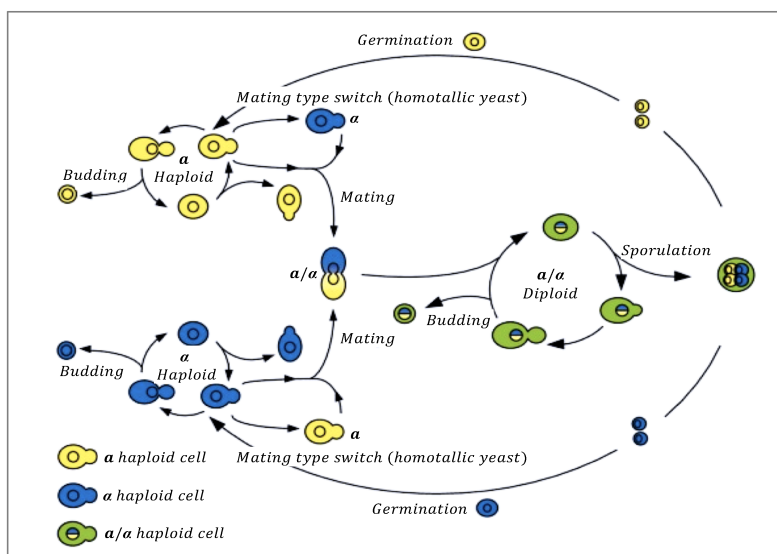 Germination
Mating type switch (homotallic yeast)
α
a
Haploid
Budding
Mating
Sporulation
a/α
a/α
Diploid
Budding
Mating
α
Haploid
Budding
a
a haploid cell
Mating type switch (homotallic yeast)
α haploid cell
Germination
a/α haploid cell